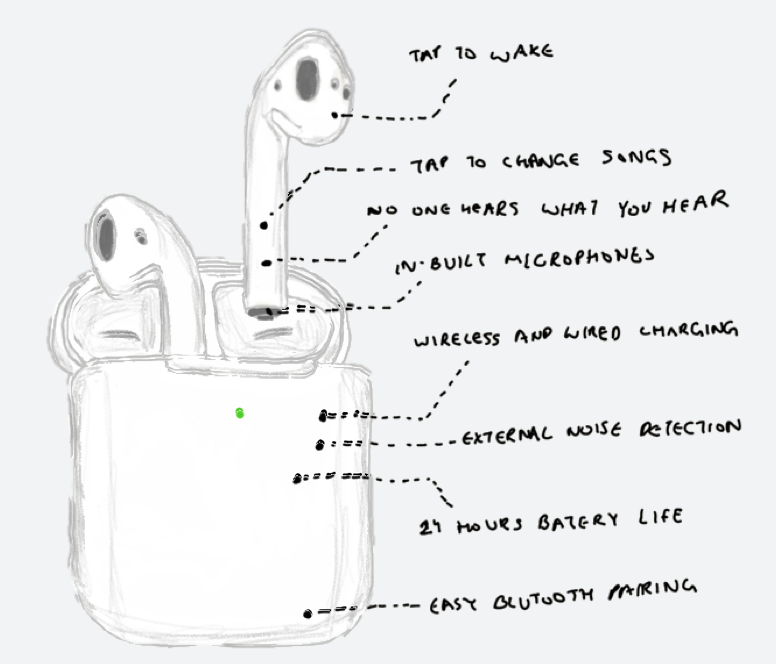 TAP TO WAKE
TAP TO CHANGE SONGS
NO ONE HEARS WHAT YOU HEAR
IN-BUILT MICROPHONES
WIRELESS AND WIRED CHARGING
EXTERNAL NOISE DETECTION
24 HOURS BATERY LIFE
EASY BLUTOOTH PAIRING